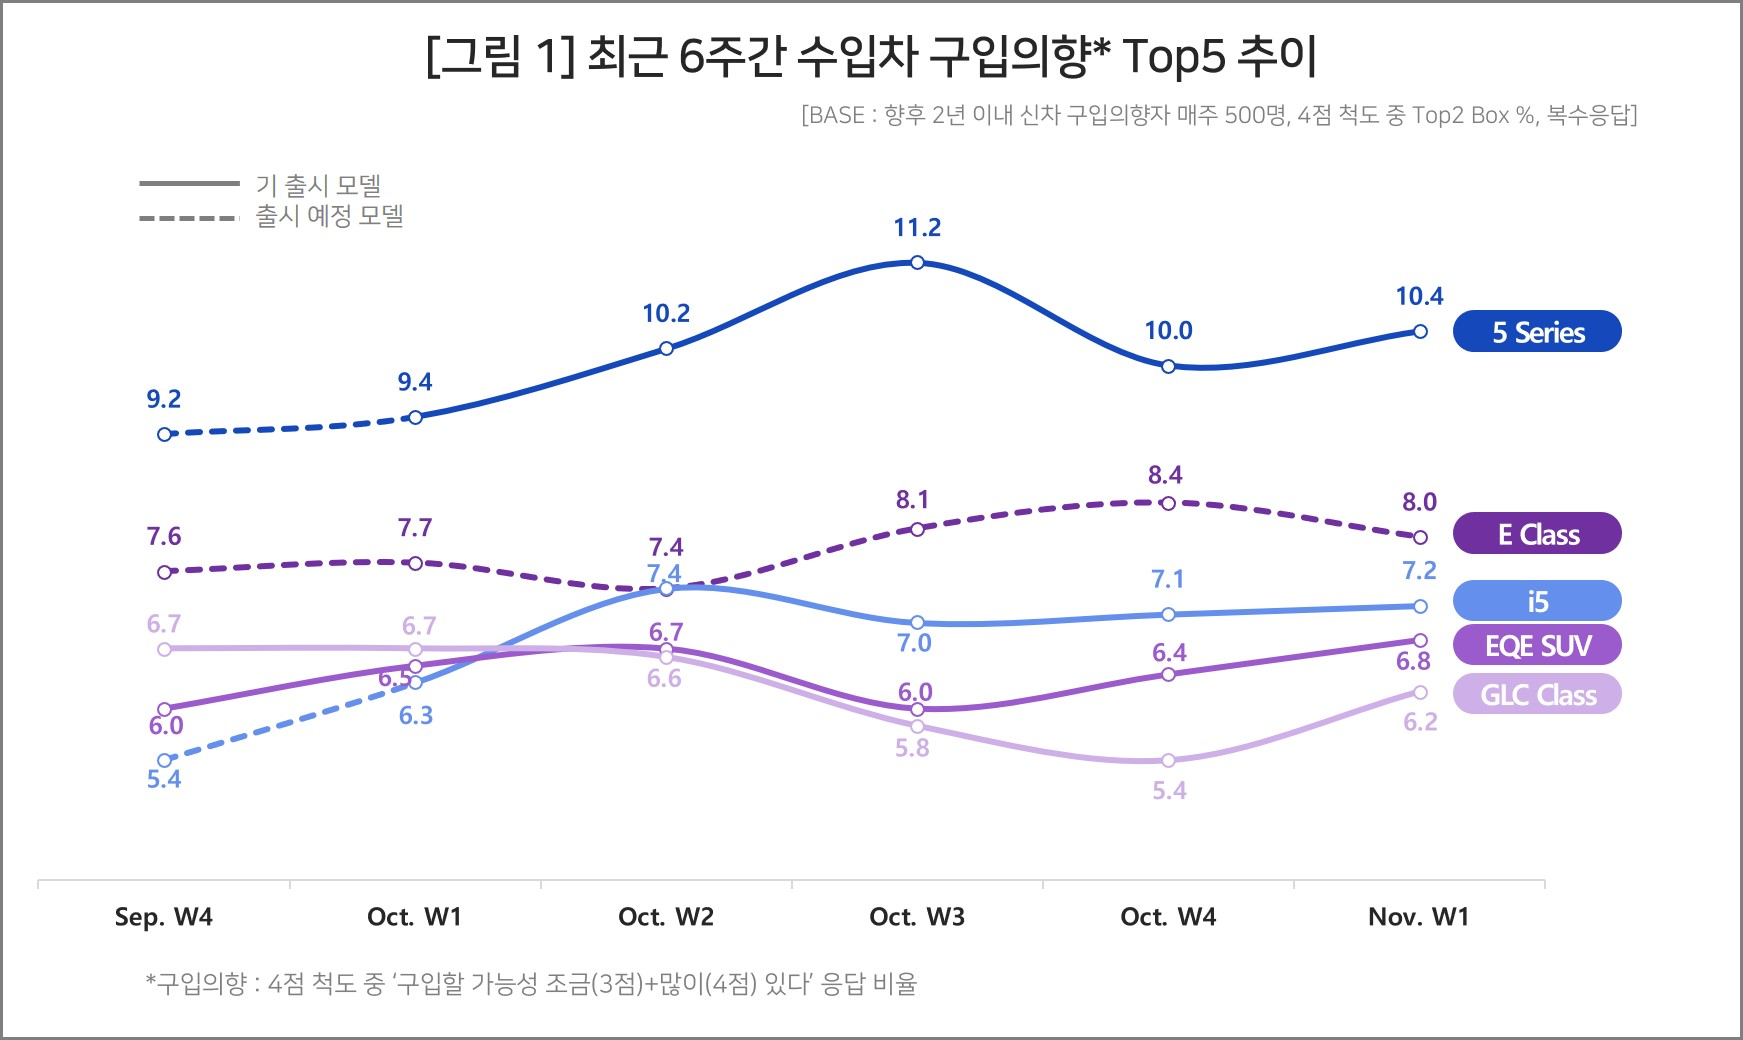 [그림 1] 최근 6주간 수입차 구입의향* Top5 추이
[BASE : 향후 2년 이내 신차 구입의향자 매주 500명, 4점 척도 중 Top2 Box %, 복수응답]
기 출시 모델
출시 예정 모델
9.2 9.4 10.2 11.2 10.0 10.4 5 Series
7.6 7.7 7.4 8.1 8.4 8.0 E Class
5.4 6.3 7.4 7.0 7.1 7.2 i5
6.0 6.5 6.7 6.0 6.4 6.8 EQE SUV
6.7 6.7 6.6 5.8 5.4 6.2 GLC Class
Sep. W4 Oct. W1 Oct. W2 Oct. W3 Oct. W4 Nov. W1
*구입의향 : 4점 척도 중 ‘구입할 가능성 조금(3점)+많이(4점) 있다’ 응답 비율